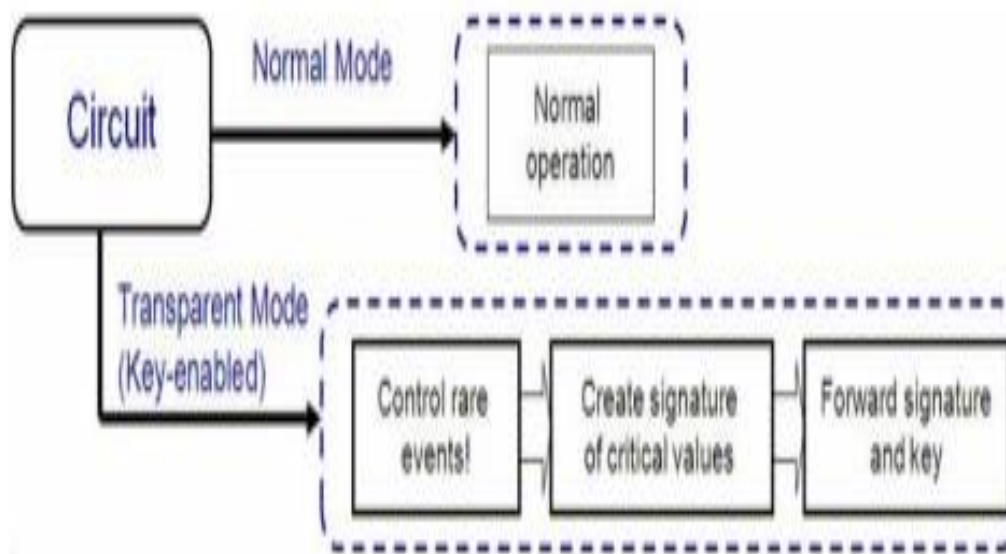 Circuit
Normal Mode
Normal
operation
Transparent Mode
(Key-enabled)
Control rare
events!
Create signature
of critical values
Forward signature
and key